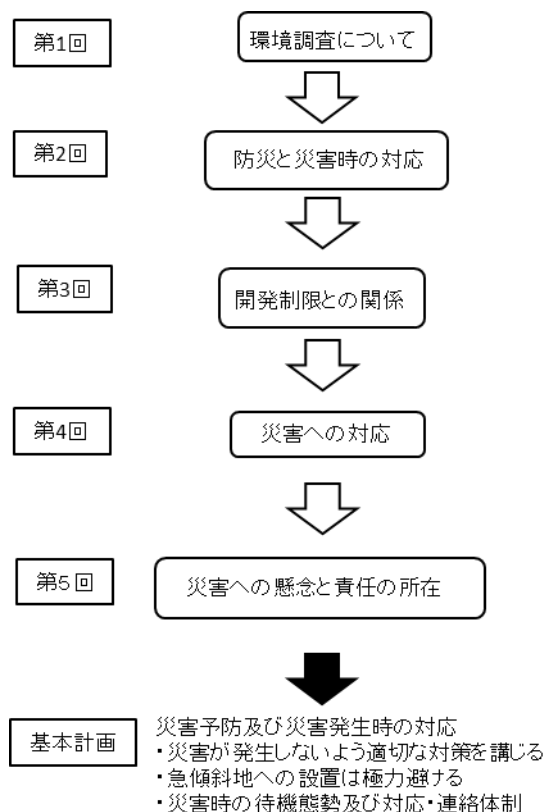 第1回
環境調査について
第2回
防災と災害時の対応
第3回
開発制限との関係
第4回
災害への対応
第5回
災害への懸念と責任の所在
基本計画
災害予防及び災害発生時の対応
・災害が発生しないよう適切な対策を講じる
・急傾斜地への設置は極力避ける
・災害時の待機態勢及び対応・連絡体制